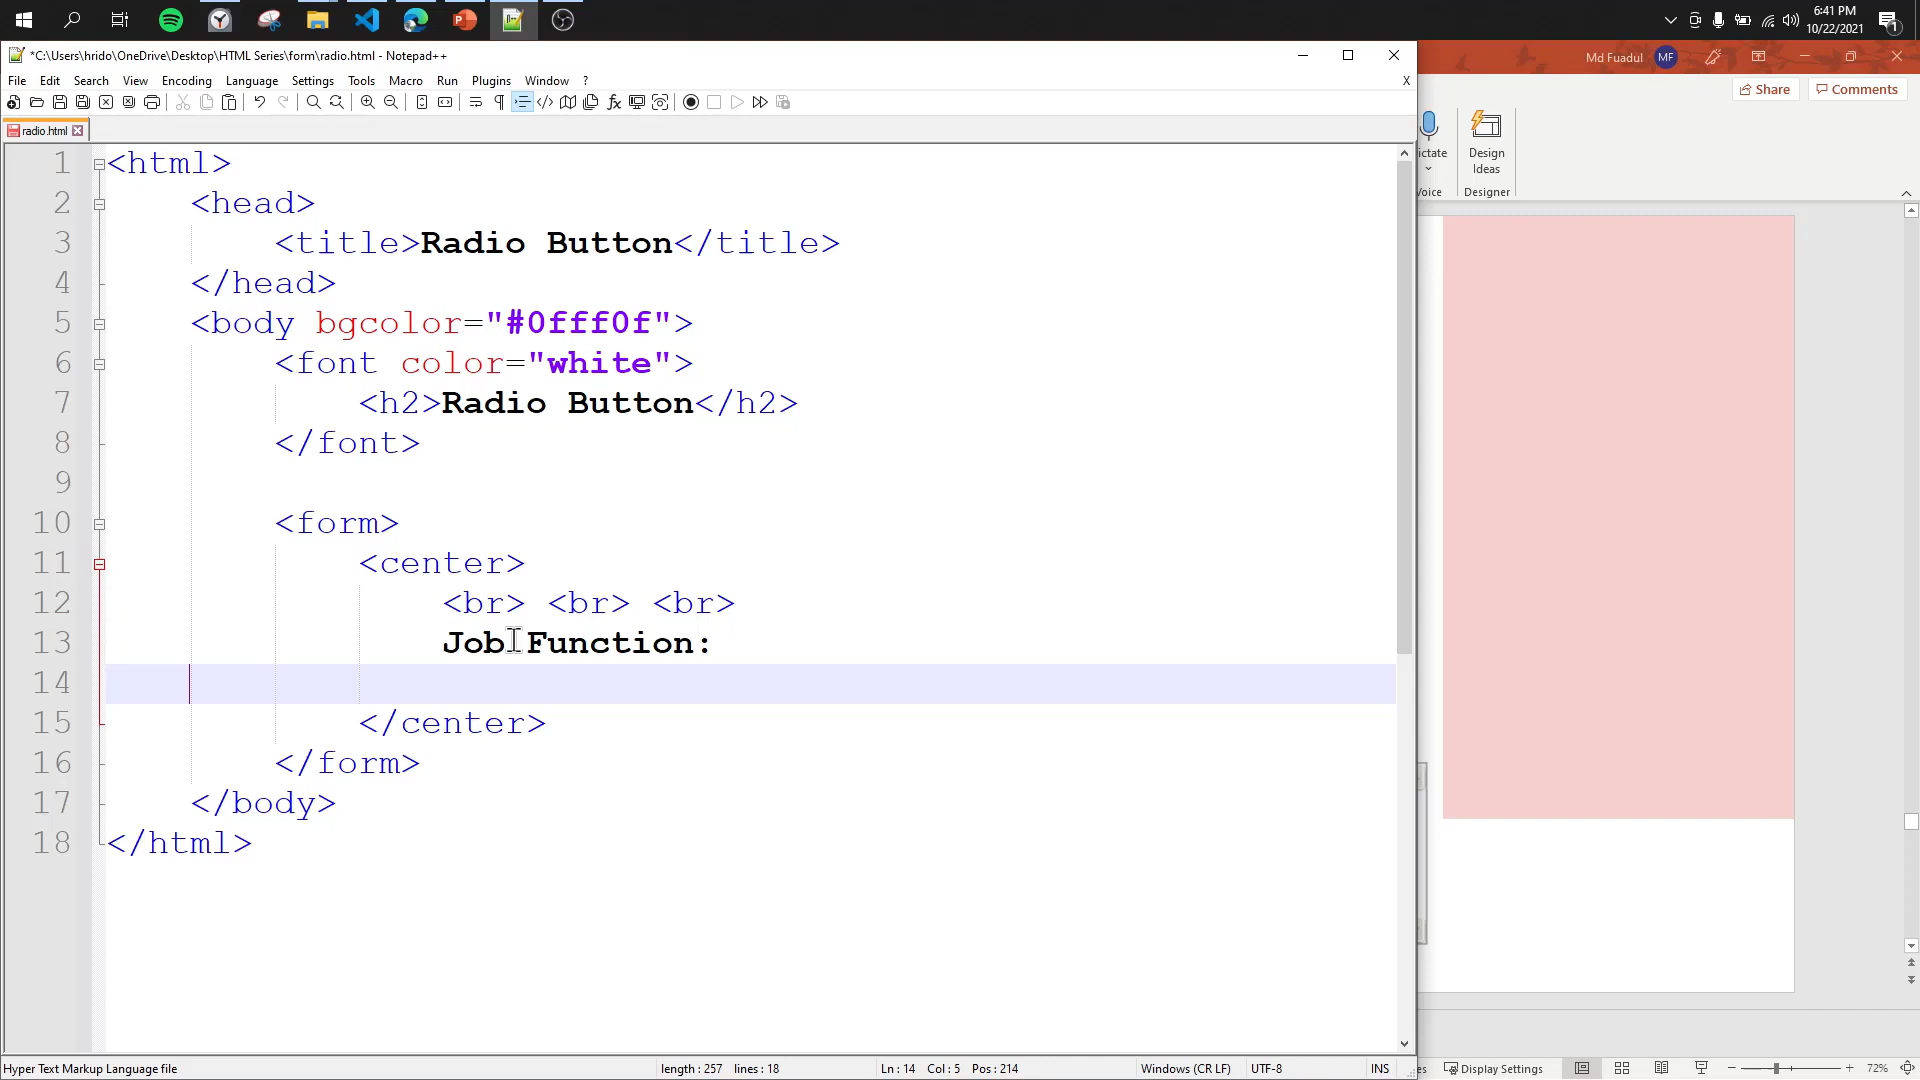 6:41 PM
10/22/2021
1
*C:\Users\hrido\OneDrive\Desktop\HTML Series\form\radio.html - Notepad++
Md Fuadul MF
File Edit Search View Encoding Language Settings Tools Macro Run Plugins Window ? X
Share Comments
radio.html
ictate Design
Ideas
Voice Designer
1 <html>
2 <head>
3 <title>Radio Button</title>
4 </head>
5 <body bgcolor="#0fff0f">
6 <font color="white">
7 <h2>Radio Button</h2>
8 </font>
9
10 <form>
11 <center>
12 <br> <br> <br>
13 Job Function:
14
15 </center>
16 </form>
17 </body>
18 </html>
Hyper Text Markup Language file length : 257 lines : 18 Ln : 14 Col : 5 Pos : 214 Windows (CR LF) UTF-8 INS
es Display Settings 72%